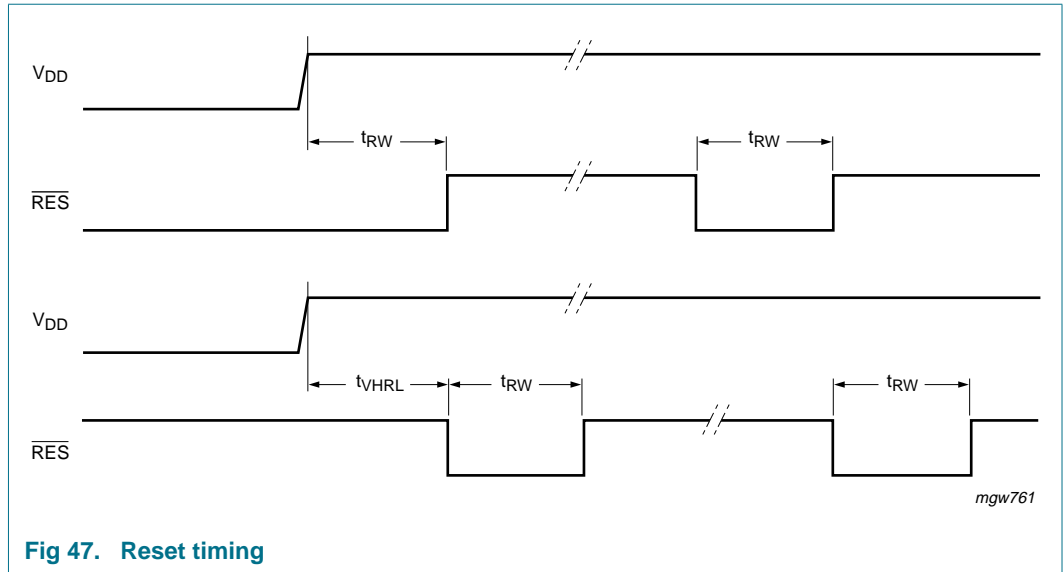 VDD
tRW
tRW
RES
VDD
tVHRL
tRW
tRW
RES
mgw761
Fig 47. Reset timing